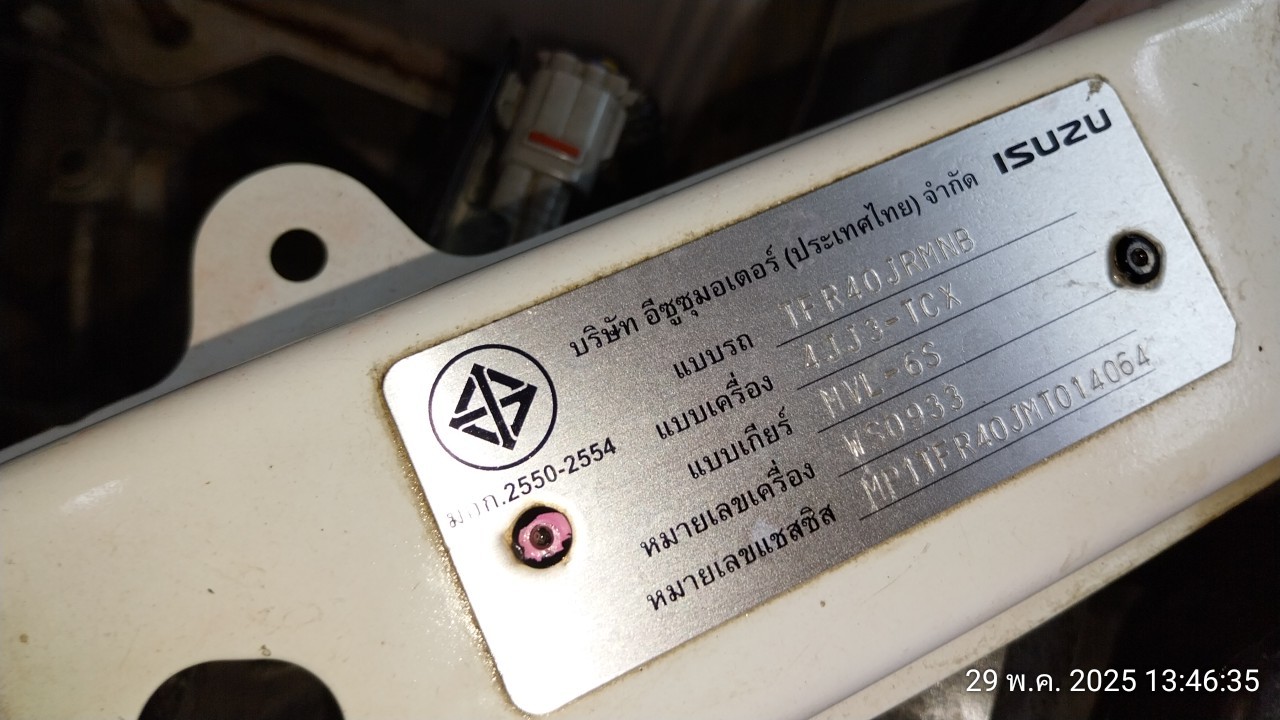 ISUZU
บริษัท อีซูซุมอเตอร์ (ประเทศไทย) จำกัด
แบบรถ TFR40JRMNB
แบบเครื่อง 4JJ3-TCX
แบบเกียร์ MVL-6S
หมายเลขเครื่อง WS0933
หมายเลขแชสซิส MP1TFR40JMT014064
มอก.2550-2554
29 พ.ค. 2025 13:46:35